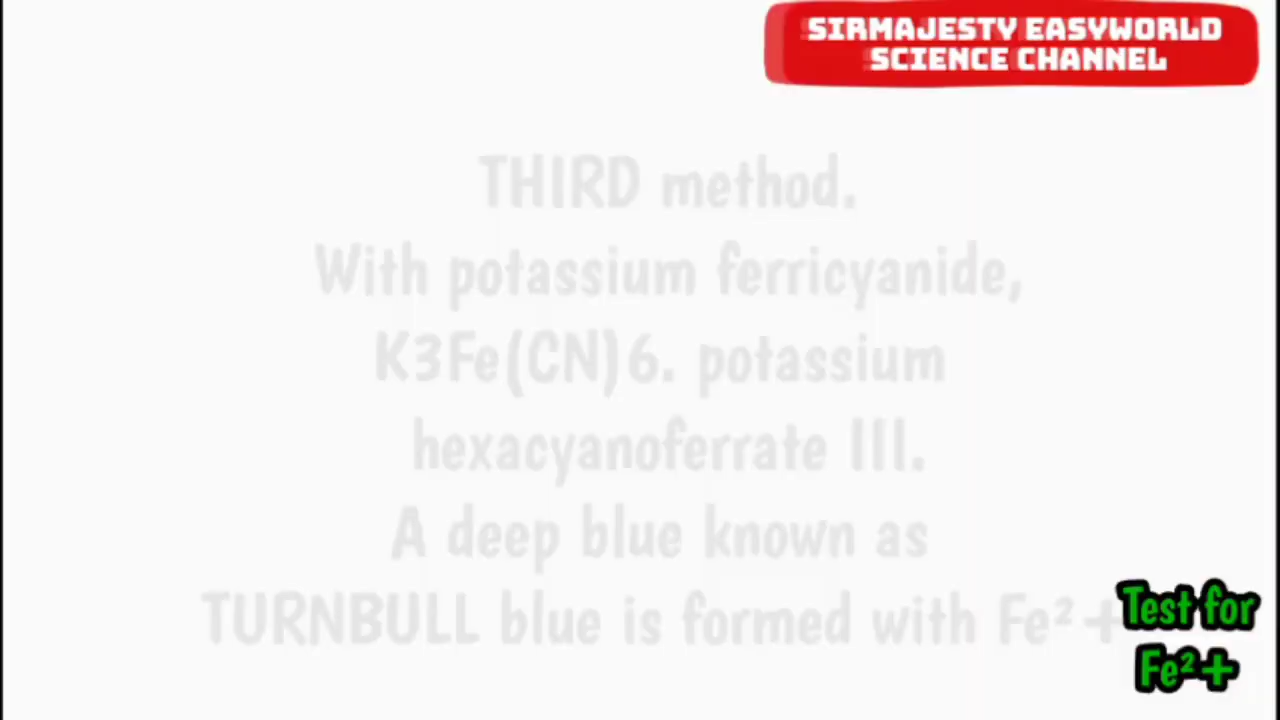 SIRMAJESTY EASYWORLD
SCIENCE CHANNEL
THIRD method.
With potassium ferricyanide,
K3Fe(CN)6. potassium
hexacyanoferrate III.
A deep blue known as
TURNBULL blue is formed with Fe²+
Test for
Fe²+